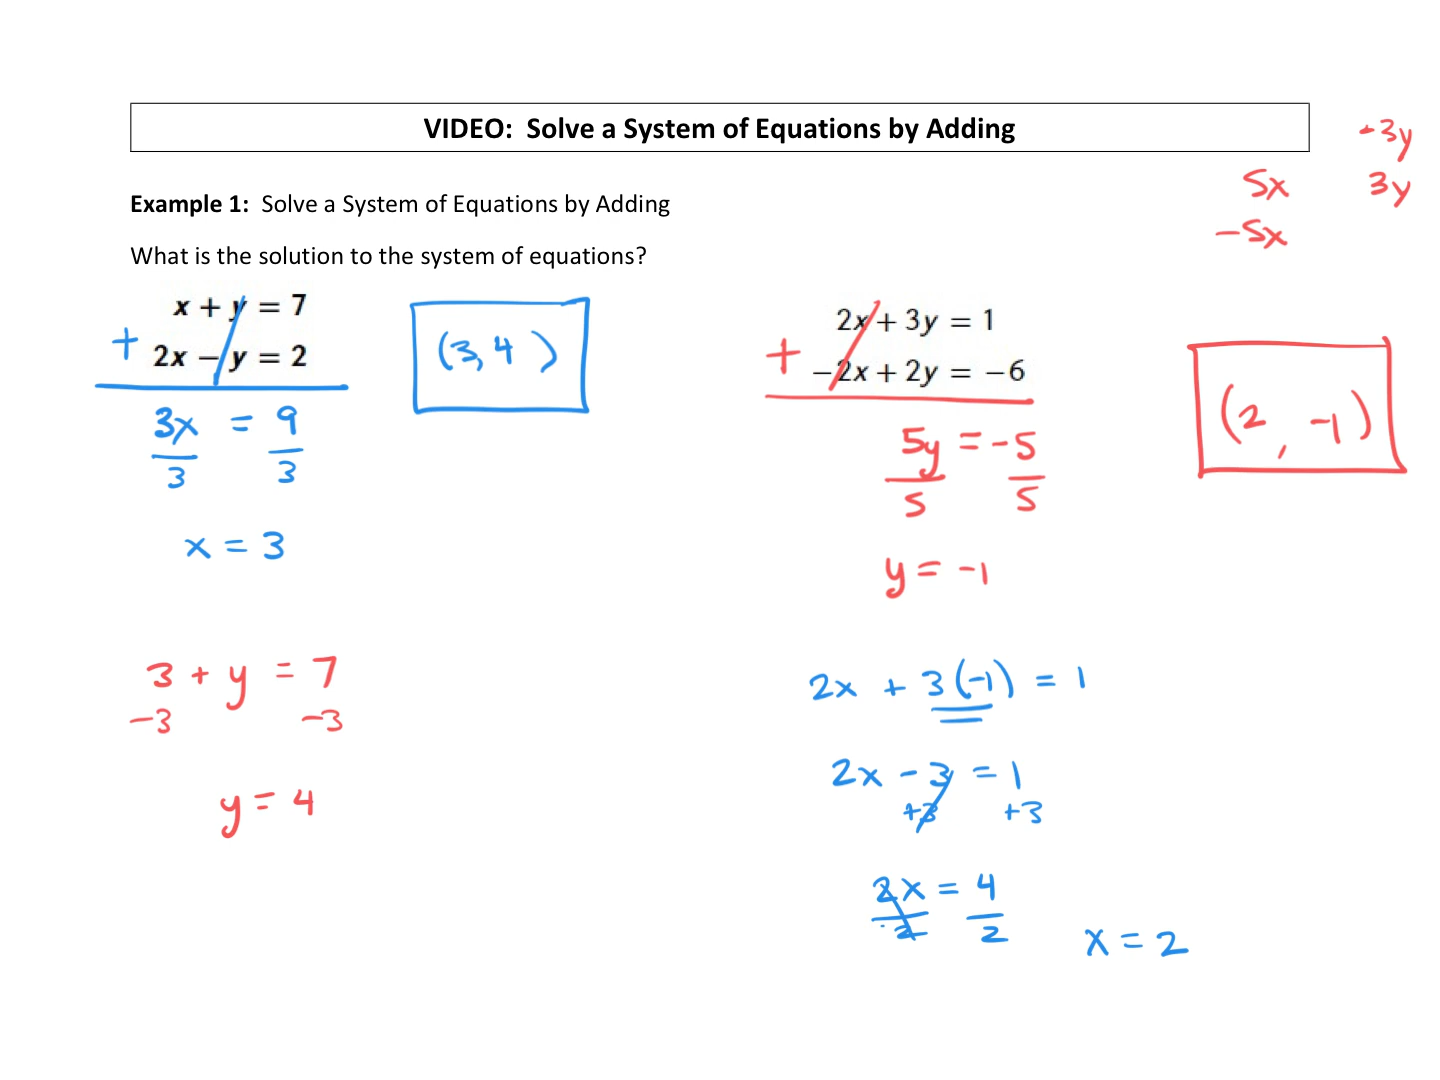 VIDEO: Solve a System of Equations by Adding
-3y
5x 3y
-5x
Example 1: Solve a System of Equations by Adding
What is the solution to the system of equations?
x + y = 7
+ 2x - y = 2
3x = 9
3 3
x = 3
(3, 4)
3 + y = 7
-3 -3
y = 4
2x + 3y = 1
+ -2x + 2y = -6
5y = -5
5 5
y = -1
(2, -1)
2x + 3(-1) = 1
2x - 3 = 1
+3 +3
2x = 4
2 2
x = 2